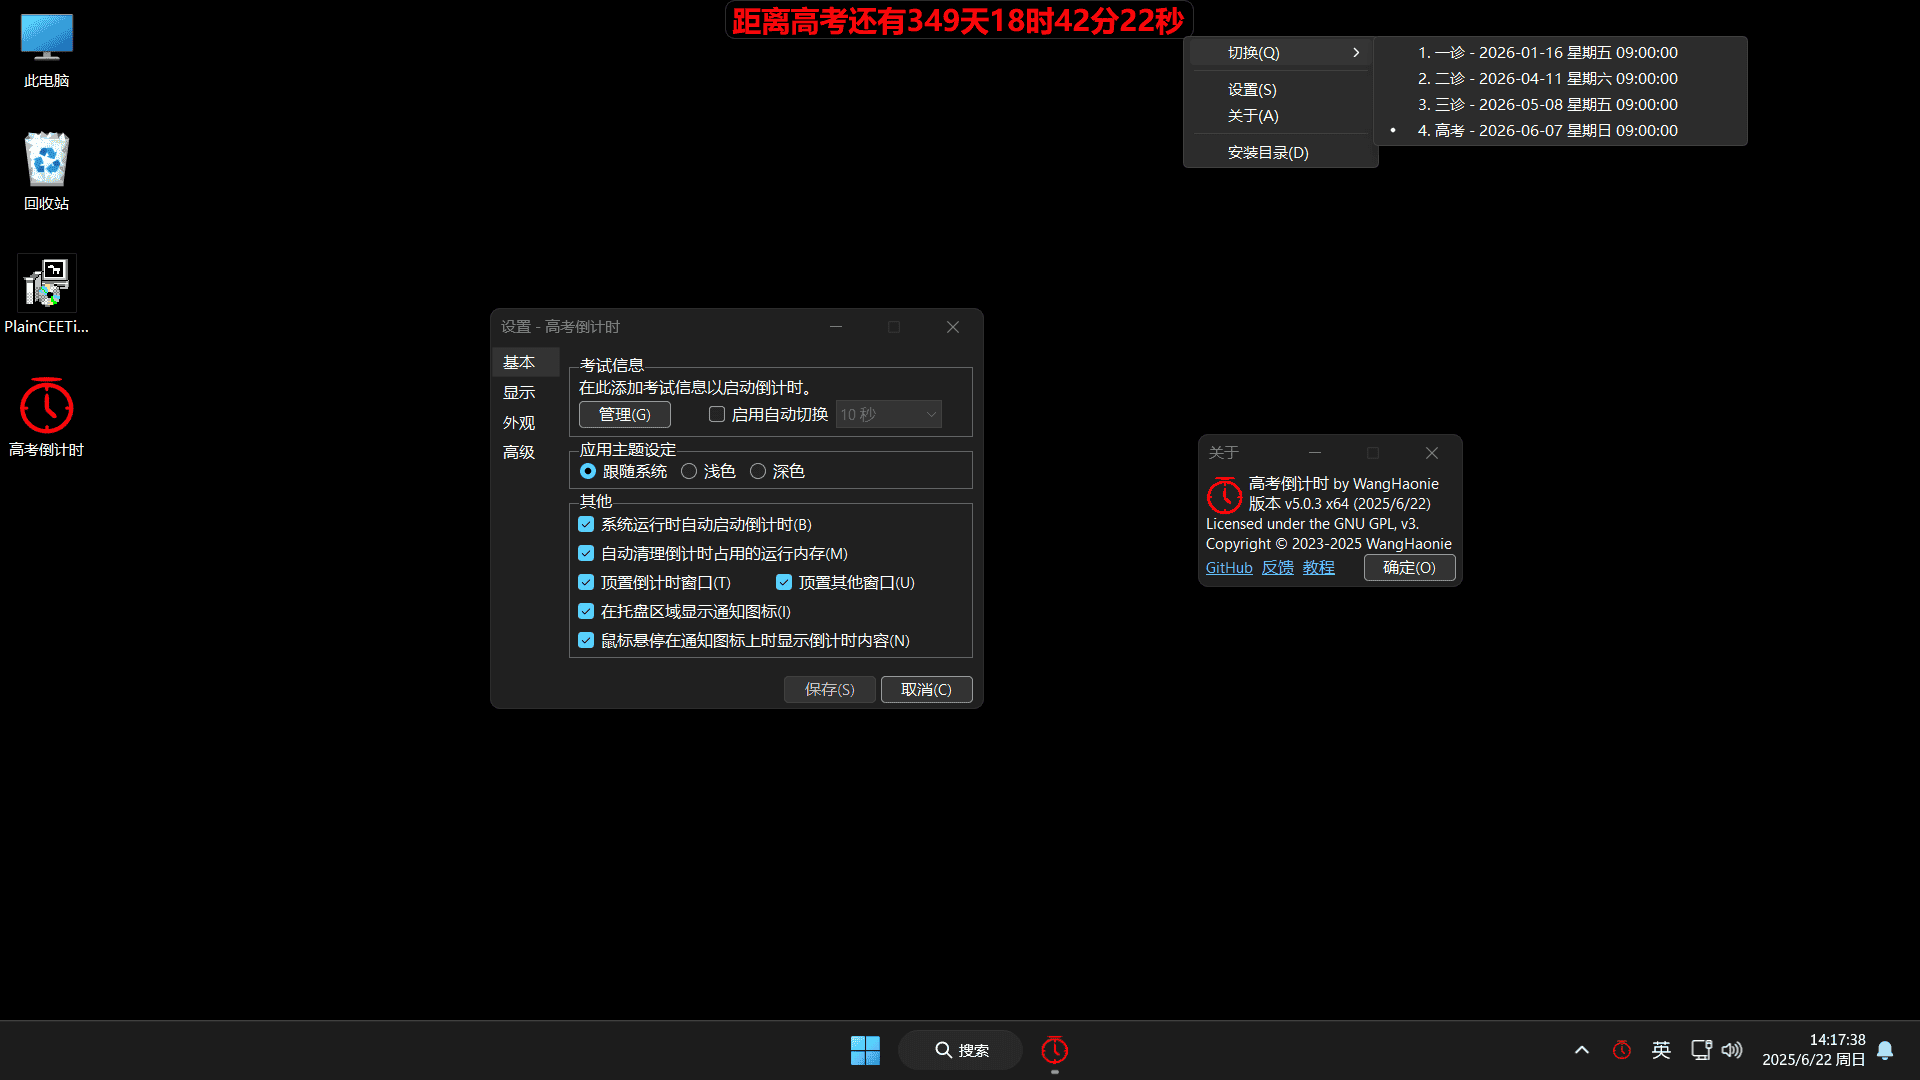 距离高考还有349天18时42分22秒
此电脑
回收站
PlainCEETi...
高考倒计时
切换(Q)
设置(S)
关于(A)
安装目录(D)
1. 一诊 - 2026-01-16 星期五 09:00:00
2. 二诊 - 2026-04-11 星期六 09:00:00
3. 三诊 - 2026-05-08 星期五 09:00:00
• 4. 高考 - 2026-06-07 星期日 09:00:00
设置 - 高考倒计时
基本
显示
外观
高级
考试信息
在此添加考试信息以启动倒计时。
管理(G) 启用自动切换 10 秒
应用主题设定
跟随系统 浅色 深色
其他
系统运行时自动启动倒计时(B)
自动清理倒计时占用的运行内存(M)
顶置倒计时窗口(T) 顶置其他窗口(U)
在托盘区域显示通知图标(I)
鼠标悬停在通知图标上时显示倒计时内容(N)
保存(S) 取消(C)
关于
高考倒计时 by WangHaonie
版本 v5.0.3 x64 (2025/6/22)
Licensed under the GNU GPL, v3.
Copyright © 2023-2025 WangHaonie
GitHub 反馈 教程 确定(O)
搜索
英
14:17:38
2025/6/22 周日